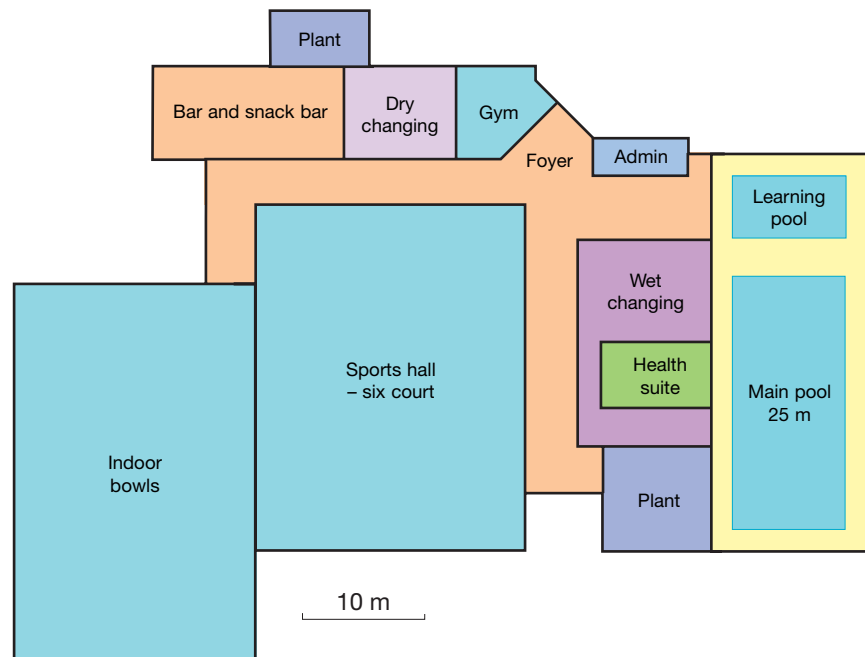 Plant
Bar and snack bar
Dry
changing
Gym
Foyer
Admin
Learning
pool
Wet
changing
Health
suite
Main pool
25 m
Sports hall
– six court
Indoor
bowls
Plant
10 m